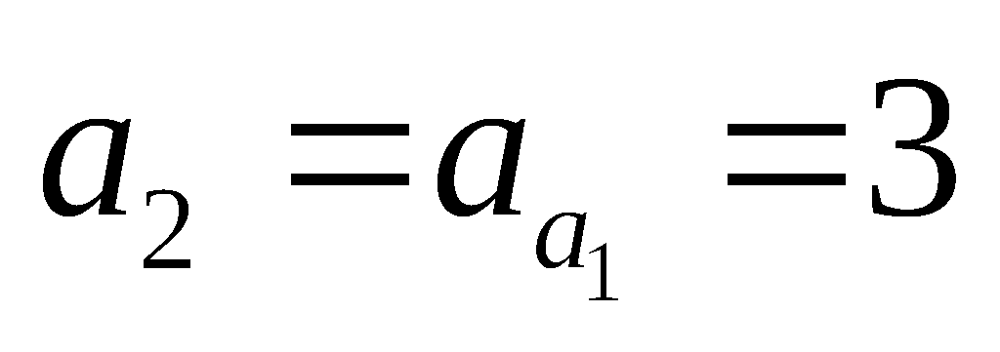 a₂ = a_{a₁} = 3